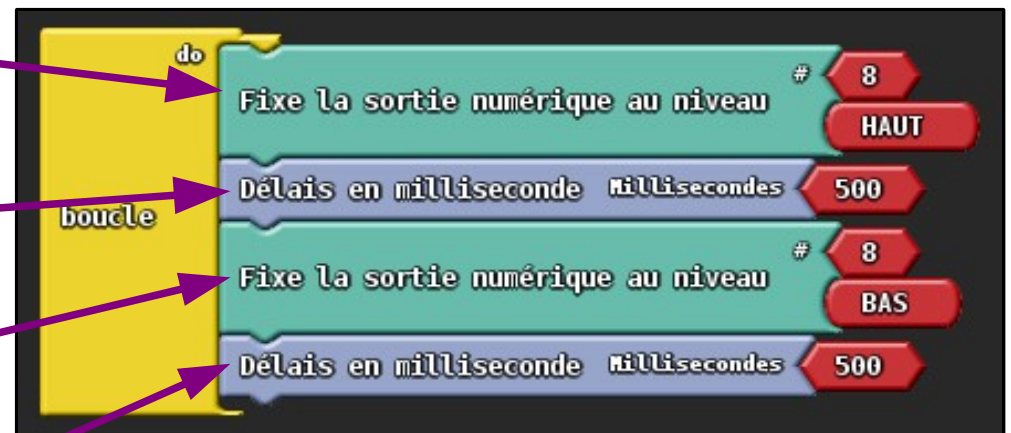 do
Fixe la sortie numérique au niveau # 8
HAUT
Délais en milliseconde Millisecondes 500
boucle
Fixe la sortie numérique au niveau # 8
BAS
Délais en milliseconde Millisecondes 500